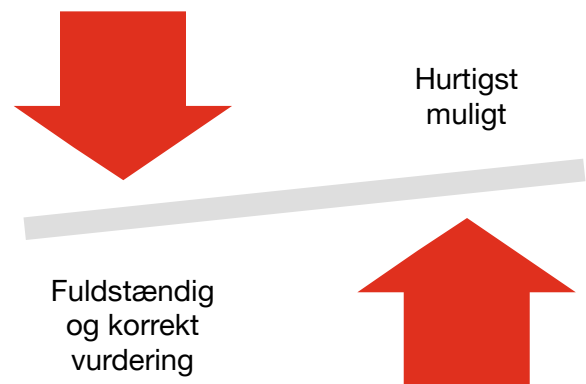 Hurtigst
muligt
Fuldstændig
og korrekt
vurdering